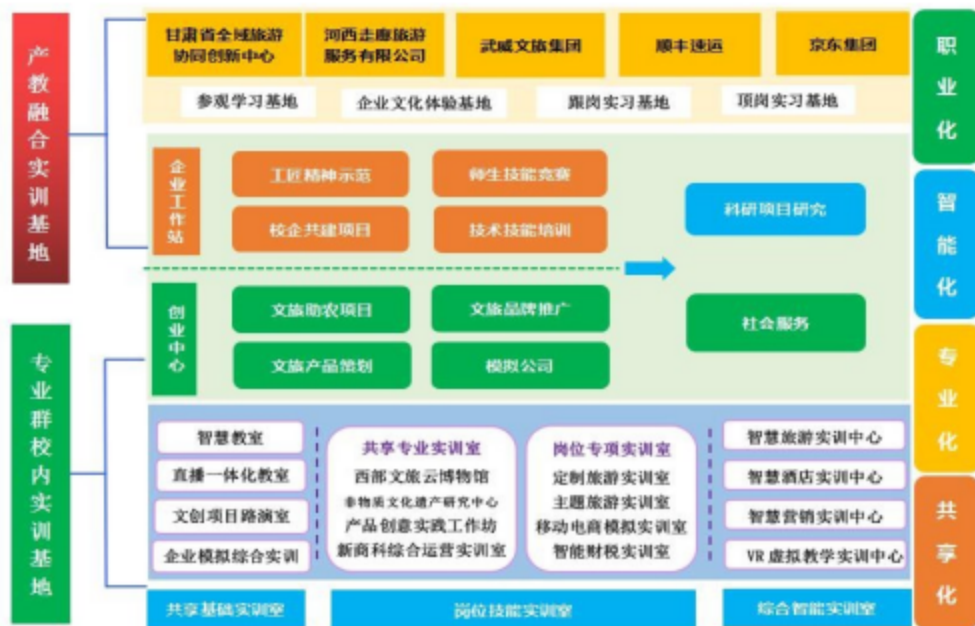 产教融合实训基地
甘肃省全域旅游
协同创新中心
河西走廊旅游
服务有限公司
武威文旅集团
顺丰速运
京东集团
参观学习基地
企业文化体验基地
跟岗实习基地
顶岗实习基地
企业工作站
工匠精神示范
师生技能竞赛
校企共建项目
技术技能培训
科研项目研究
创业中心
文旅助农项目
文旅品牌推广
文旅产品策划
模拟公司
社会服务
专业群校内实训基地
智慧教室
直播一体化教室
文创项目路演室
企业模拟综合实训
共享专业实训室
西部文旅云博物馆
非物质文化遗产研究中心
产品创意实践工作坊
新商科综合运营实训室
岗位专项实训室
定制旅游实训室
主题旅游实训室
移动电商模拟实训室
智能财税实训室
智慧旅游实训中心
智慧酒店实训中心
智慧营销实训中心
VR虚拟教学实训中心
共享基础实训室
岗位技能实训室
综合智能实训室
职业化
智能化
专业化
共享化